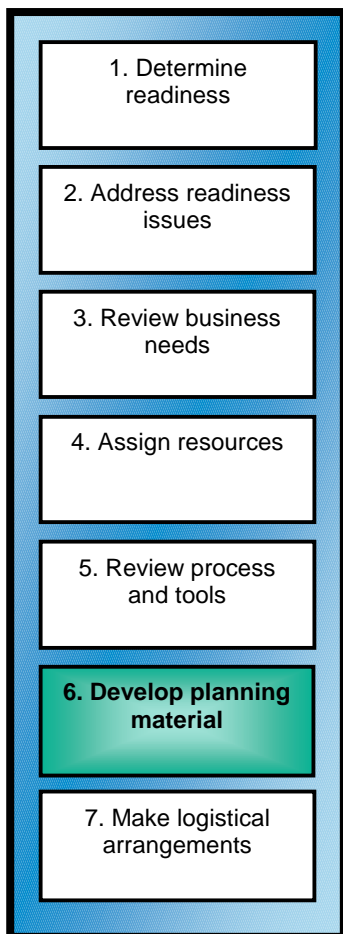 1. Determine
readiness
2. Address readiness
issues
3. Review business
needs
4. Assign resources
5. Review process
and tools
6. Develop planning
material
7. Make logistical
arrangements